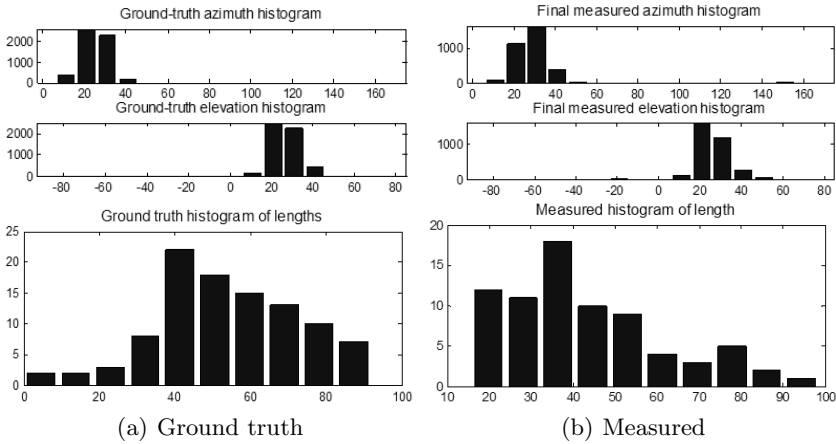 Ground-truth azimuth histogram
2000
1000
0
0 20 40 60 80 100 120 140 160
Ground-truth elevation histogram
2000
1000
0
-80 -60 -40 -20 0 20 40 60 80
Ground truth histogram of lengths
25
20
15
10
5
0
0 20 40 60 80 100
(a) Ground truth
Final measured azimuth histogram
1000
0
0 20 40 60 80 100 120 140 160
Final measured elevation histogram
1000
0
-80 -60 -40 -20 0 20 40 60 80
Measured histogram of length
20
15
10
5
0
10 20 30 40 50 60 70 80 90 100
(b) Measured